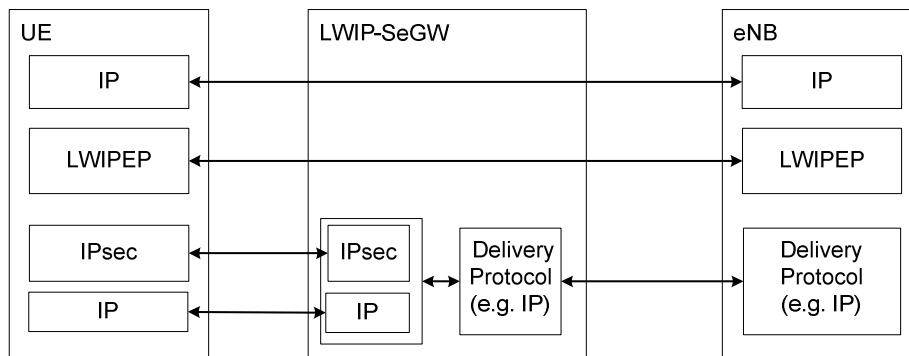 UE
LWIP-SeGW
eNB
IP
IP
LWIPEP
LWIPEP
IPsec
IPsec
Delivery
Protocol
(e.g. IP)
Delivery
Protocol
(e.g. IP)
IP
IP